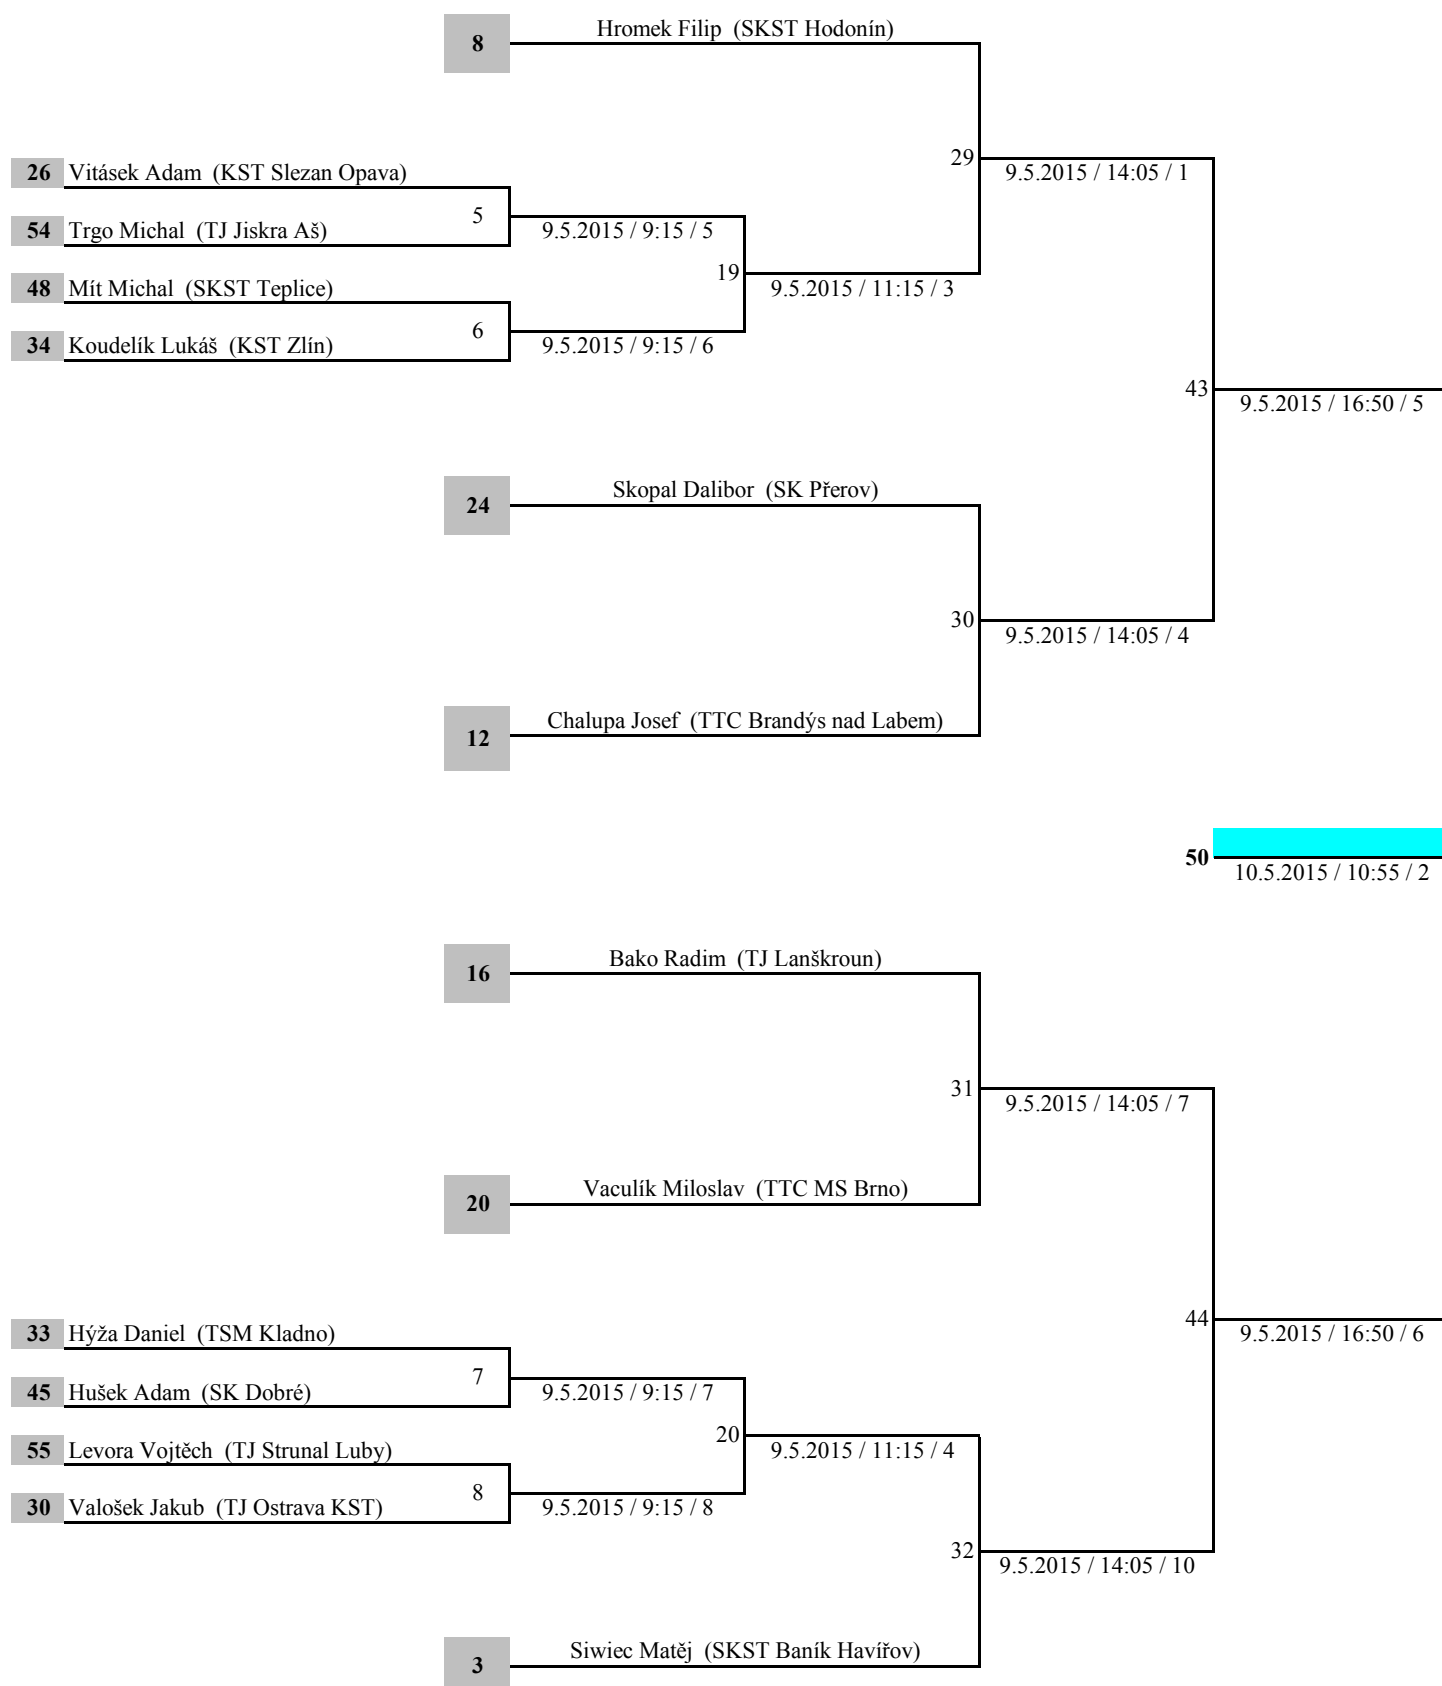 8 Hromek Filip (SKST Hodonín)
29
9.5.2015 / 14:05 / 1
26 Vitásek Adam (KST Slezan Opava)
5
9.5.2015 / 9:15 / 5
54 Trgo Michal (TJ Jiskra Aš)
19
9.5.2015 / 11:15 / 3
48 Mít Michal (SKST Teplice)
6
9.5.2015 / 9:15 / 6
34 Koudelík Lukáš (KST Zlín)
43
9.5.2015 / 16:50 / 5
24 Skopal Dalibor (SK Přerov)
30
9.5.2015 / 14:05 / 4
12 Chalupa Josef (TTC Brandýs nad Labem)
50
10.5.2015 / 10:55 / 2
16 Bako Radim (TJ Lanškroun)
31
9.5.2015 / 14:05 / 7
20 Vaculík Miloslav (TTC MS Brno)
44
9.5.2015 / 16:50 / 6
33 Hýža Daniel (TSM Kladno)
7
9.5.2015 / 9:15 / 7
45 Hušek Adam (SK Dobré)
20
9.5.2015 / 11:15 / 4
55 Levora Vojtěch (TJ Strunal Luby)
8
9.5.2015 / 9:15 / 8
30 Valošek Jakub (TJ Ostrava KST)
32
9.5.2015 / 14:05 / 10
3 Siwiec Matěj (SKST Baník Havířov)